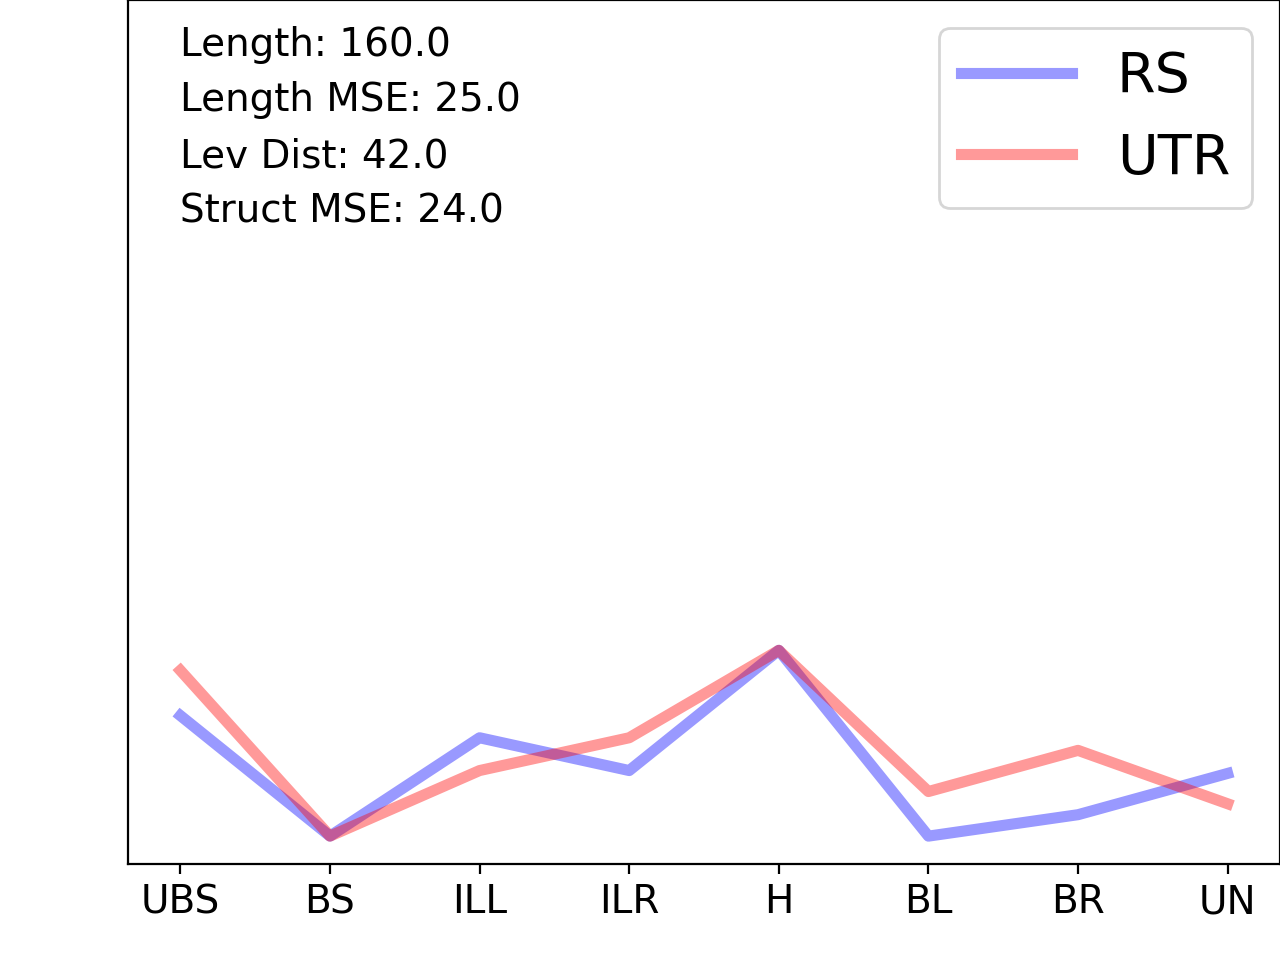 Length: 160.0
Length MSE: 25.0
Lev Dist: 42.0
Struct MSE: 24.0
RS
UTR
UBS BS ILL ILR H BL BR UN